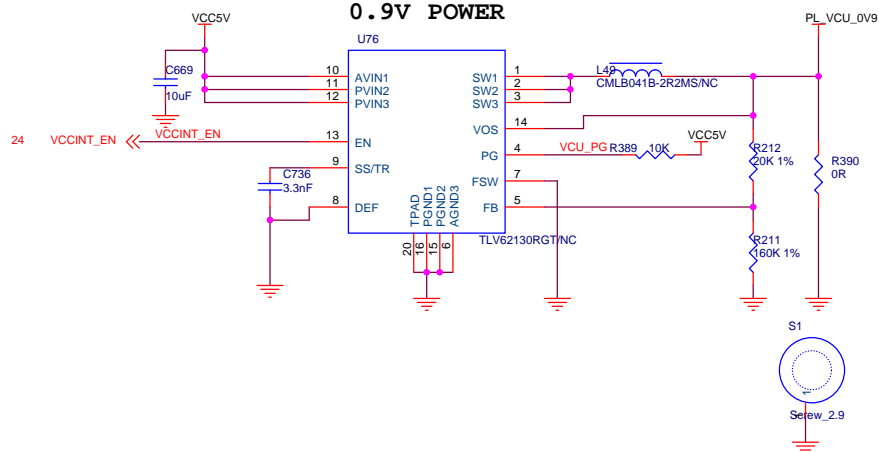 0.9V POWER
VCC5V
PL_VCU_0V9
U76
C669
10uF
10
11
12
AVIN1
PVIN2
PVIN3
SW1
SW2
SW3
1
2
3
L49
CMLB041B-2R2MS/NC
24
VCCINT_EN
VCCINT_EN
13
EN
VOS
14
9
SS/TR
PG
4
VCU_PG
R389
10K
VCC5V
R212
20K 1%
R390
0R
C736
3.3nF
FSW
7
8
DEF
FB
5
TPAD
PGND1
PGND2
AGND3
20
16
15
6
TLV62130RGT/NC
R211
160K 1%
S1
1
Screw_2.9